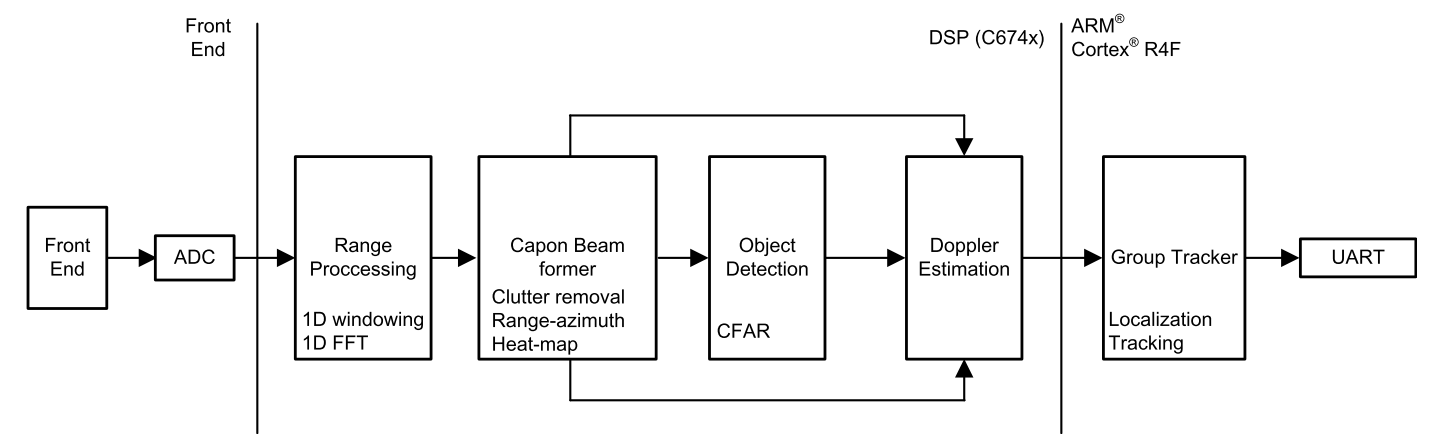 Front
End
DSP (C674x)
ARM®
Cortex® R4F
Front
End
ADC
Range
Proccessing
1D windowing
1D FFT
Capon Beam
former
Clutter removal
Range-azimuth
Heat-map
Object
Detection
CFAR
Doppler
Estimation
Group Tracker
Localization
Tracking
UART